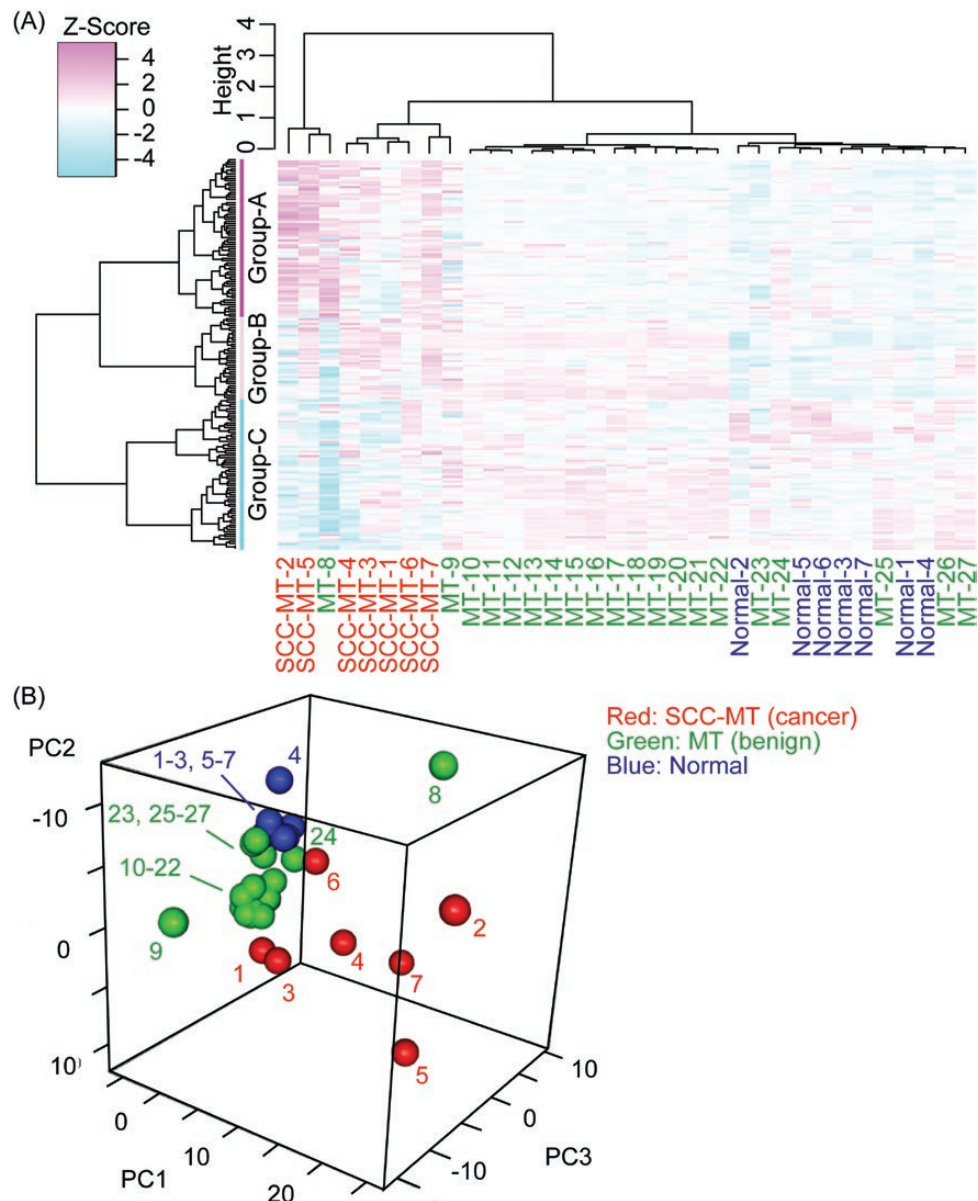 (A)
Z-Score
4
2
0
-2
-4
Height
4
3
2
1
0
Group-A
Group-B
Group-C
SCC-MT-2
SCC-MT-5
MT-8
SCC-MT-4
SCC-MT-3
SCC-MT-1
SCC-MT-6
SCC-MT-7
MT-9
MT-10
MT-11
MT-12
MT-13
MT-14
MT-15
MT-16
MT-17
MT-18
MT-19
MT-20
MT-21
MT-22
Normal-2
MT-23
MT-24
Normal-5
Normal-6
Normal-3
Normal-7
MT-25
Normal-1
Normal-4
MT-26
MT-27
(B)
Red: SCC-MT (cancer)
Green: MT (benign)
Blue: Normal
PC2
-10
0
10)
1-3, 5-7
4
8
23, 25-27
24
10-22
6
2
9
4
1
3
7
5
0
10
20
PC1
-10
0
10
PC3